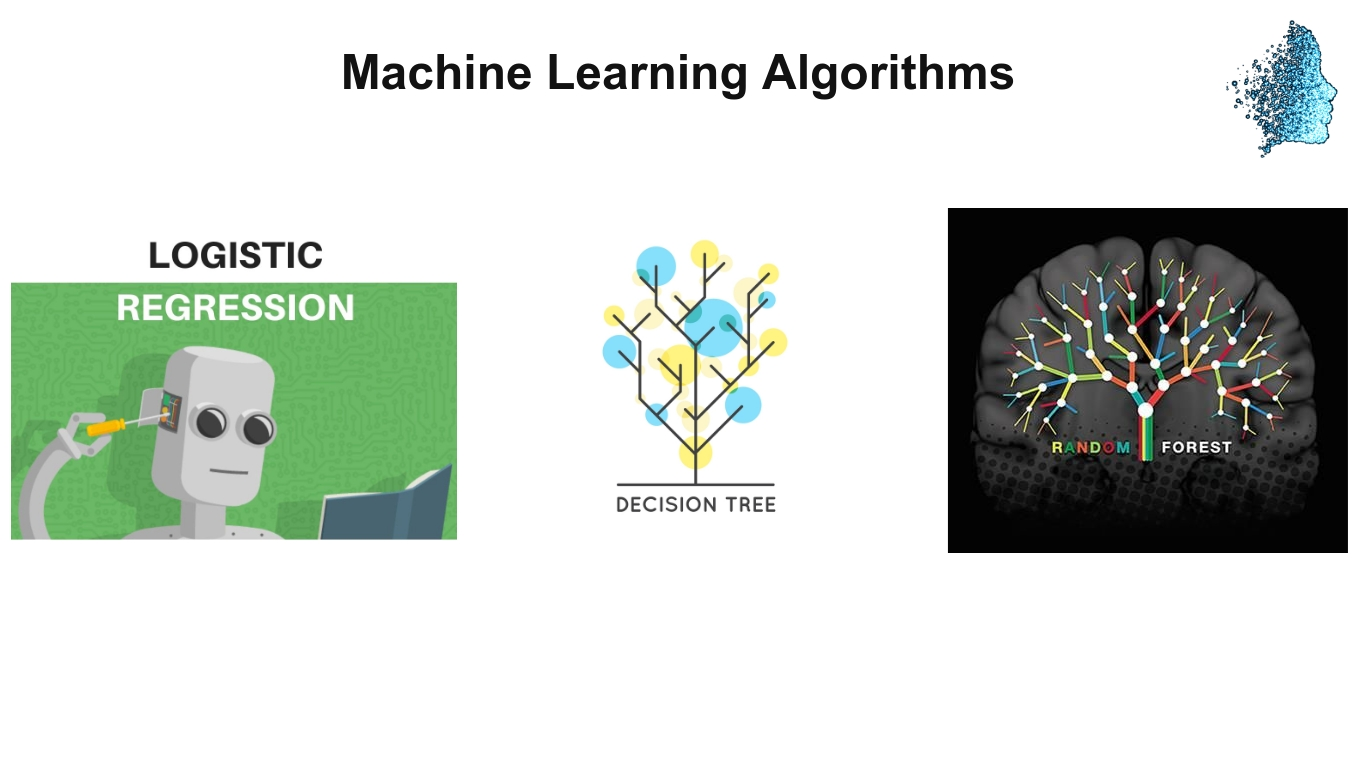 Machine Learning Algorithms
LOGISTIC
REGRESSION
DECISION TREE
RANDOM FOREST